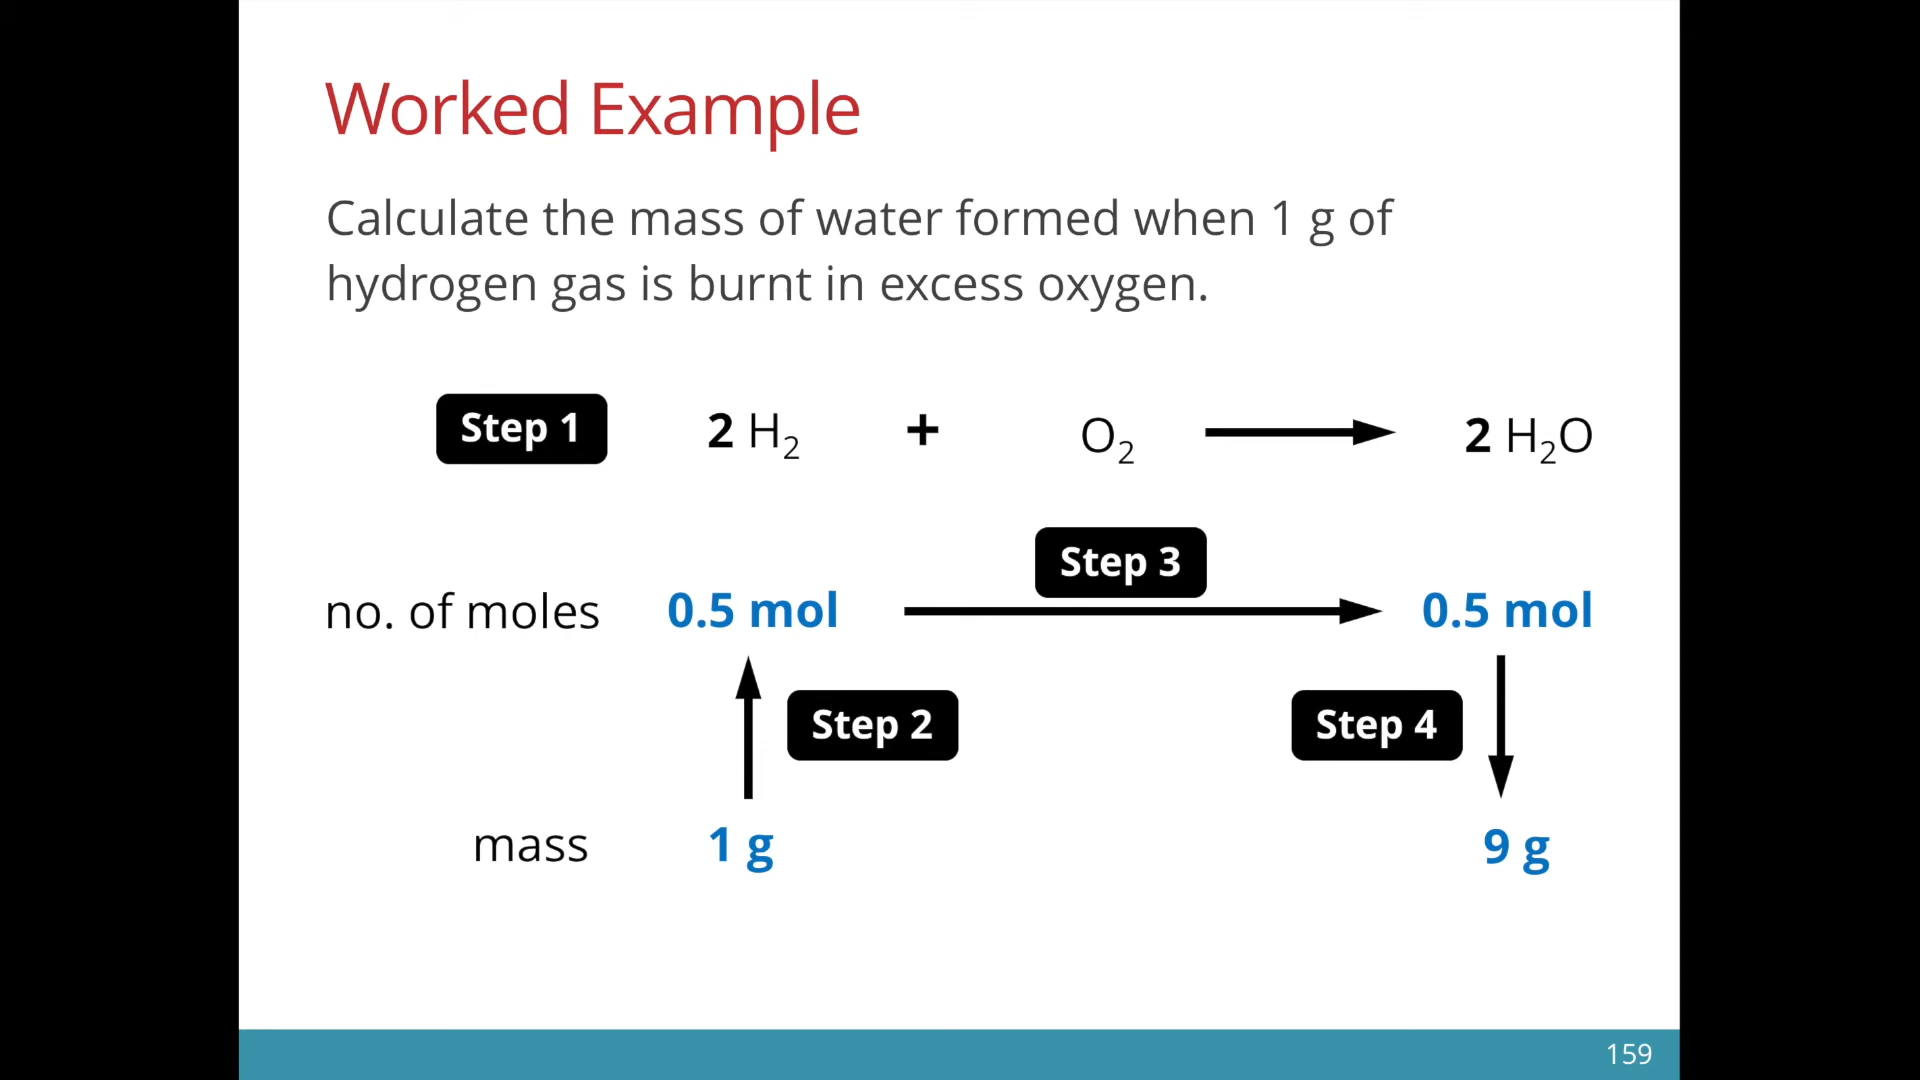 Worked Example
Calculate the mass of water formed when 1 g of
hydrogen gas is burnt in excess oxygen.
Step 1 2 H₂ + O₂ → 2 H₂O
Step 3
no. of moles 0.5 mol 0.5 mol
Step 2 Step 4
mass 1 g 9 g
159